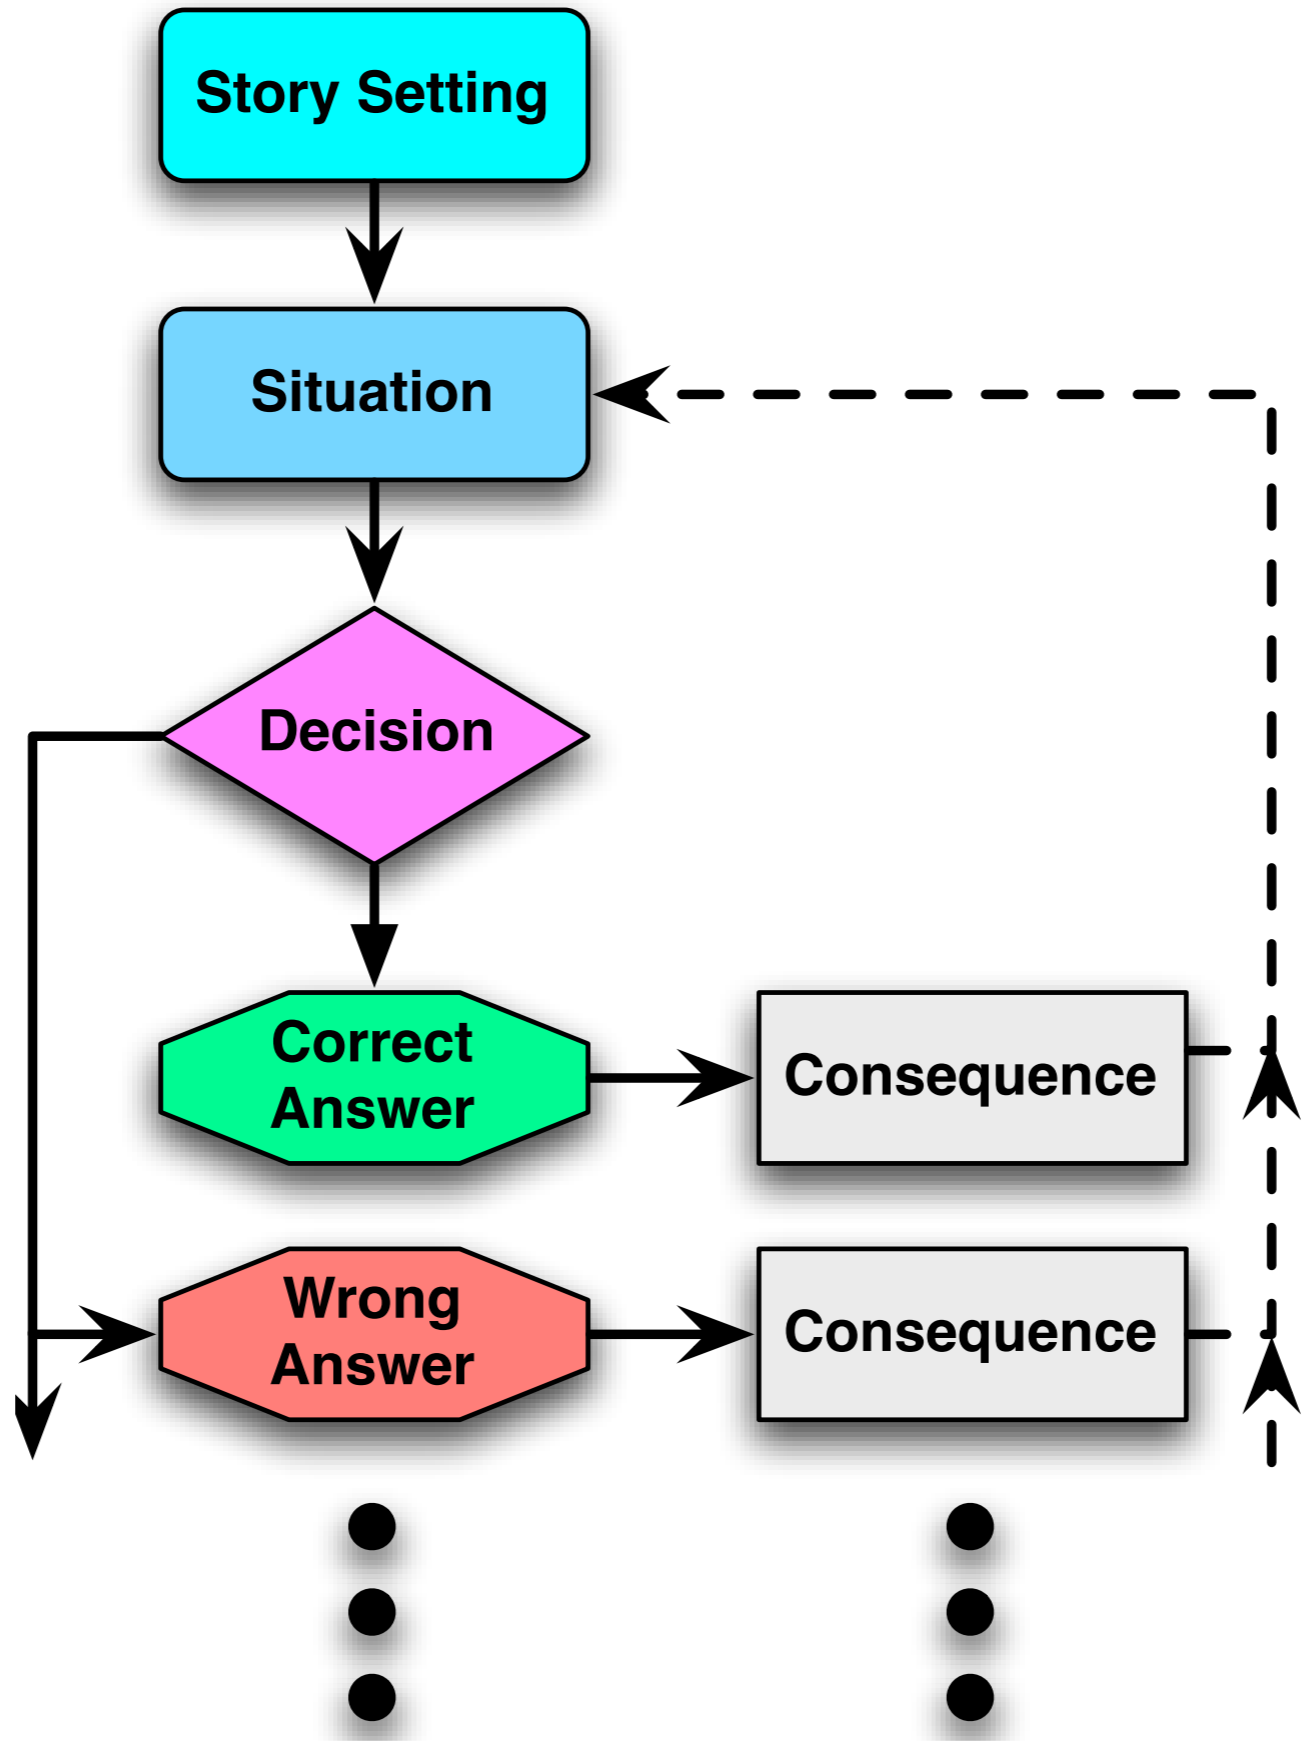 Story Setting
Situation
Decision
Correct
Answer
Consequence
Wrong
Answer
Consequence